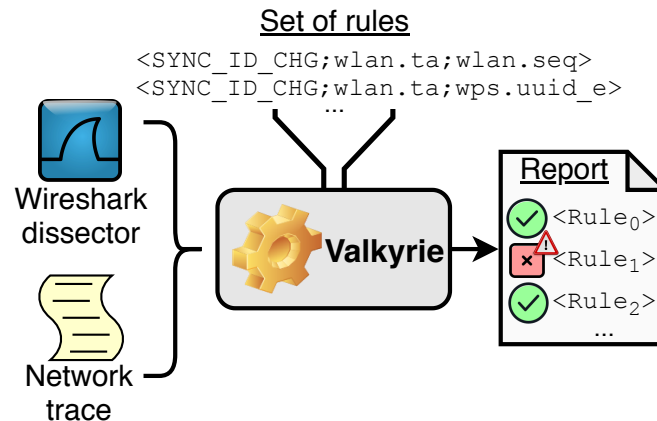 Set of rules
<SYNC_ID_CHG;wlan.ta;wlan.seq>
<SYNC_ID_CHG;wlan.ta;wps.uuid_e>
...
Wireshark
dissector
Network
trace
Valkyrie
Report
<Rule0>
<Rule1>
<Rule2>
...